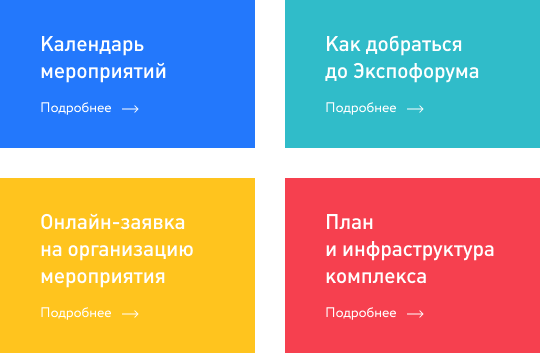 Календарь
мероприятий
Подробнее
Как добраться
до Экспофорума
Подробнее
Онлайн-заявка
на организацию
мероприятия
Подробнее
План
и инфраструктура
комплекса
Подробнее